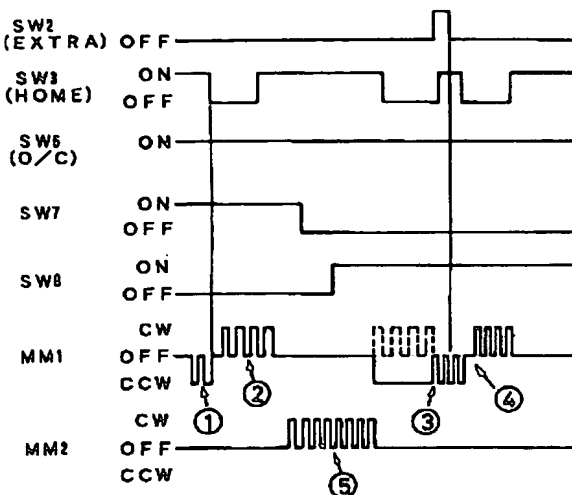 SW2
(EXTRA) OFF
SW3 ON
(HOME) OFF
SW6 ON
(O/C)
SW7 ON
OFF
SW8 ON
OFF
CW
MM1 OFF
CCW
① ② ③ ④
CW
MM2 OFF
CCW
⑤